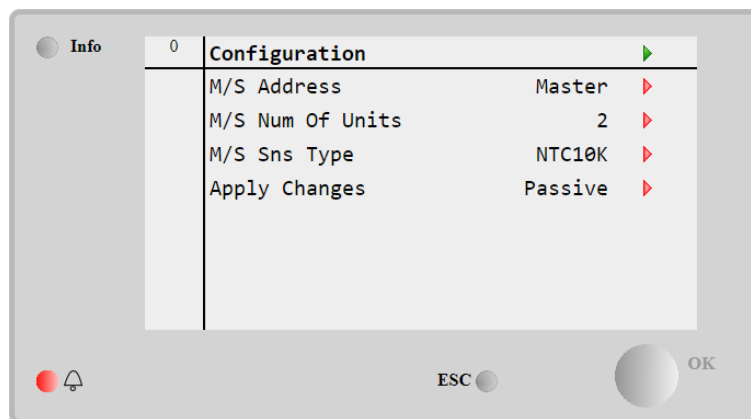 Info
0 Configuration
M/S Address Master
M/S Num Of Units 2
M/S Sns Type NTC10K
Apply Changes Passive
ESC
OK